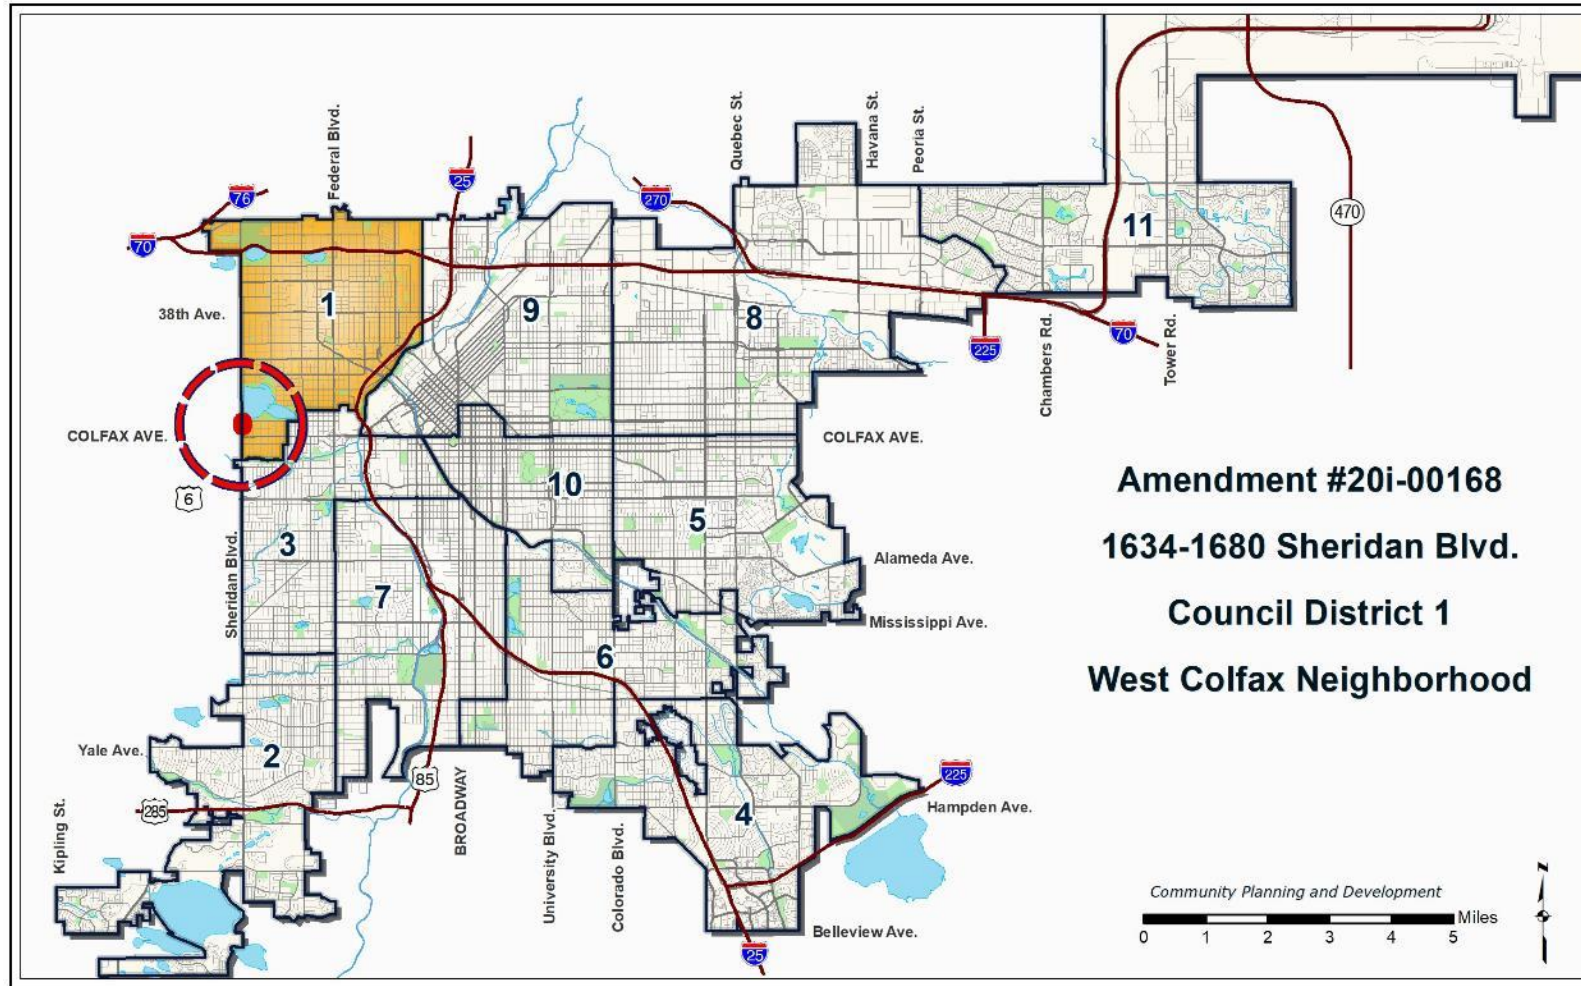 Quebec St.
Havana St.
Peoria St.
Federal Blvd.
76
25
270
470
70
11
1
9
8
38th Ave.
225
70
Chambers Rd.
Tower Rd.
COLFAX AVE.
COLFAX AVE.
6
10
5
3
7
Sheridan Blvd.
Alameda Ave.
Mississippi Ave.
6
Amendment #20i-00168
1634-1680 Sheridan Blvd.
Council District 1
West Colfax Neighborhood
Yale Ave.
2
85
285
BROADWAY
Kipling St.
University Blvd.
Colorado Blvd.
4
225
Hampden Ave.
Belleview Ave.
25
Community Planning and Development
Miles
0 1 2 3 4 5
N